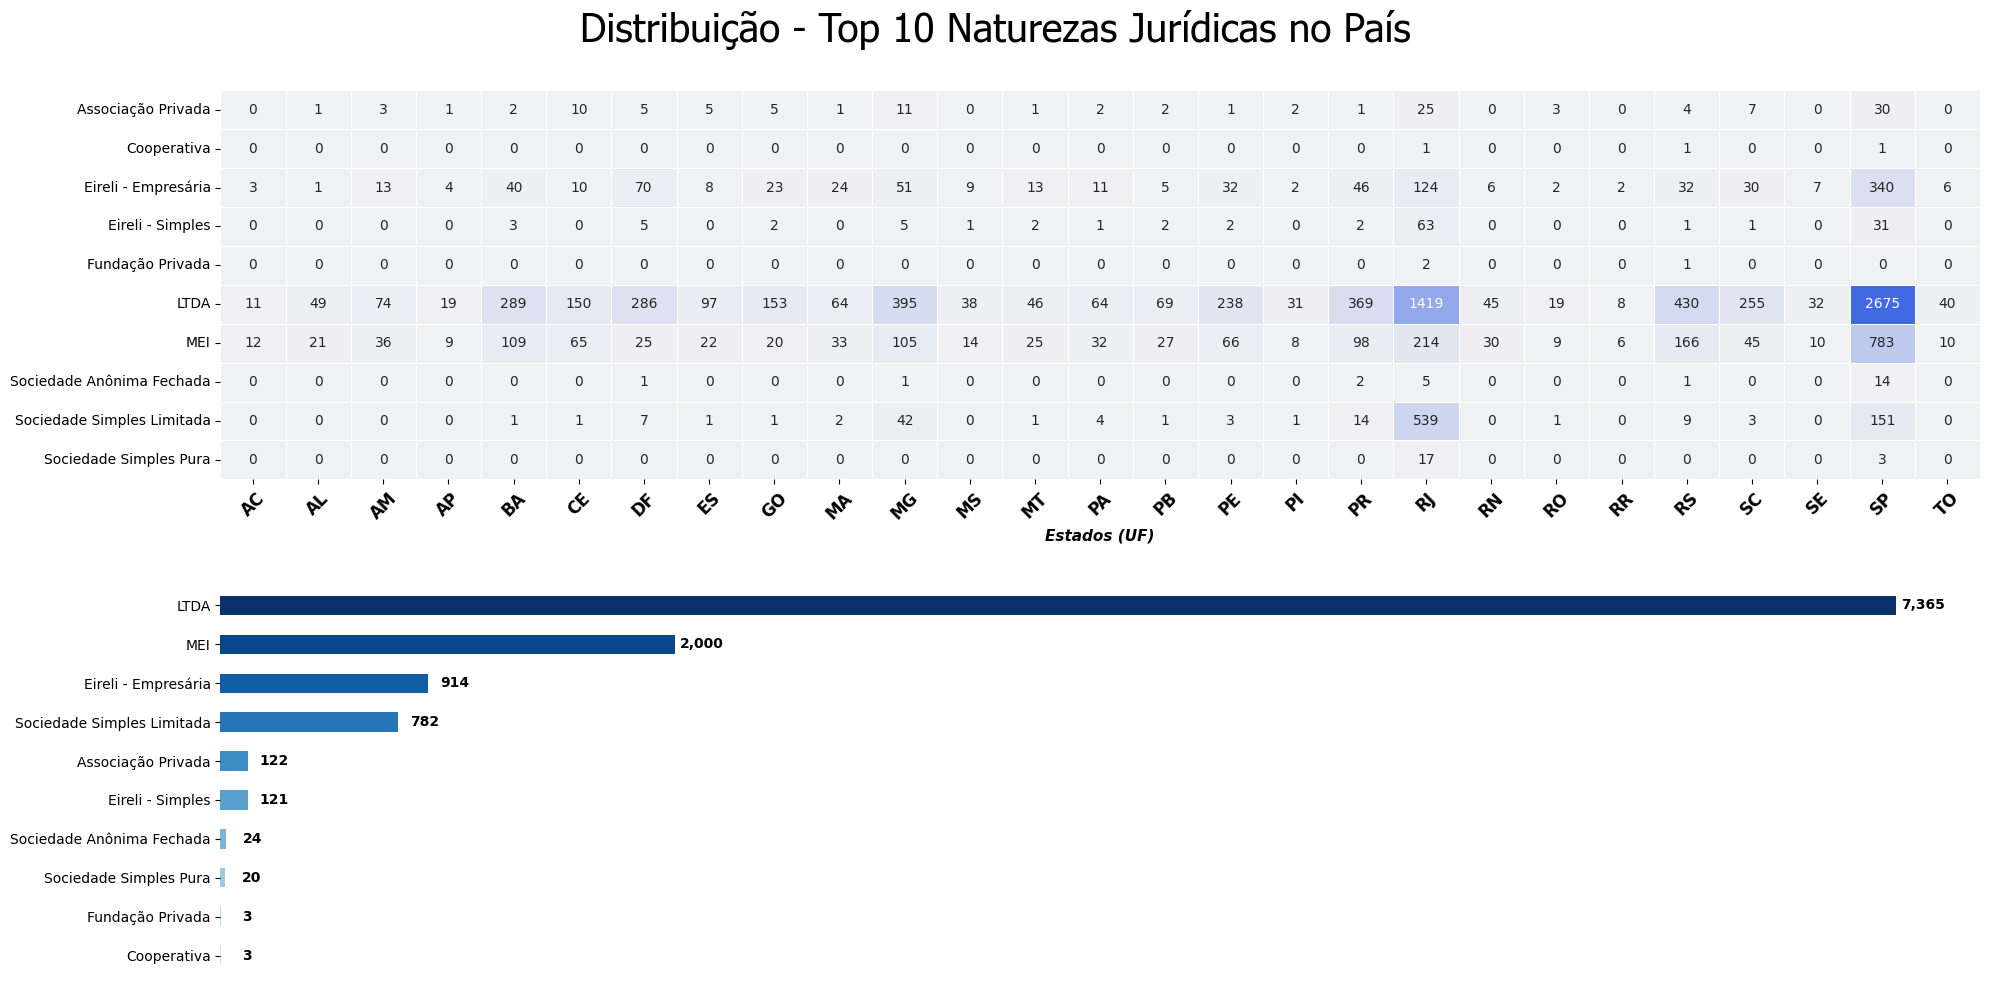 Distribuição - Top 10 Naturezas Jurídicas no País
Associação Privada 0 1 3 1 2 10 5 5 5 1 11 0 1 2 2 1 2 1 25 0 3 0 4 7 0 30 0
Cooperativa 0 0 0 0 0 0 0 0 0 0 0 0 0 0 0 0 0 0 1 0 0 0 1 0 0 1 0
Eireli - Empresária 3 1 13 4 40 10 70 8 23 24 51 9 13 11 5 32 2 46 124 6 2 2 32 30 7 340 6
Eireli - Simples 0 0 0 0 3 0 5 0 2 0 5 1 2 1 2 2 0 2 63 0 0 0 1 1 0 31 0
Fundação Privada 0 0 0 0 0 0 0 0 0 0 0 0 0 0 0 0 0 0 2 0 0 0 1 0 0 0 0
LTDA 11 49 74 19 289 150 286 97 153 64 395 38 46 64 69 238 31 369 1419 45 19 8 430 255 32 2675 40
MEI 12 21 36 9 109 65 25 22 20 33 105 14 25 32 27 66 8 98 214 30 9 6 166 45 10 783 10
Sociedade Anônima Fechada 0 0 0 0 0 0 1 0 0 0 1 0 0 0 0 0 0 2 5 0 0 0 1 0 0 14 0
Sociedade Simples Limitada 0 0 0 0 1 1 7 1 1 2 42 0 1 4 1 3 1 14 539 0 1 0 9 3 0 151 0
Sociedade Simples Pura 0 0 0 0 0 0 0 0 0 0 0 0 0 0 0 0 0 0 17 0 0 0 0 0 0 3 0
AC AL AM AP BA CE DF ES GO MA MG MS MT PA PB PE PI PR RJ RN RO RR RS SC SE SP TO
Estados (UF)
LTDA 7,365
MEI 2,000
Eireli - Empresária 914
Sociedade Simples Limitada 782
Associação Privada 122
Eireli - Simples 121
Sociedade Anônima Fechada 24
Sociedade Simples Pura 20
Fundação Privada 3
Cooperativa 3